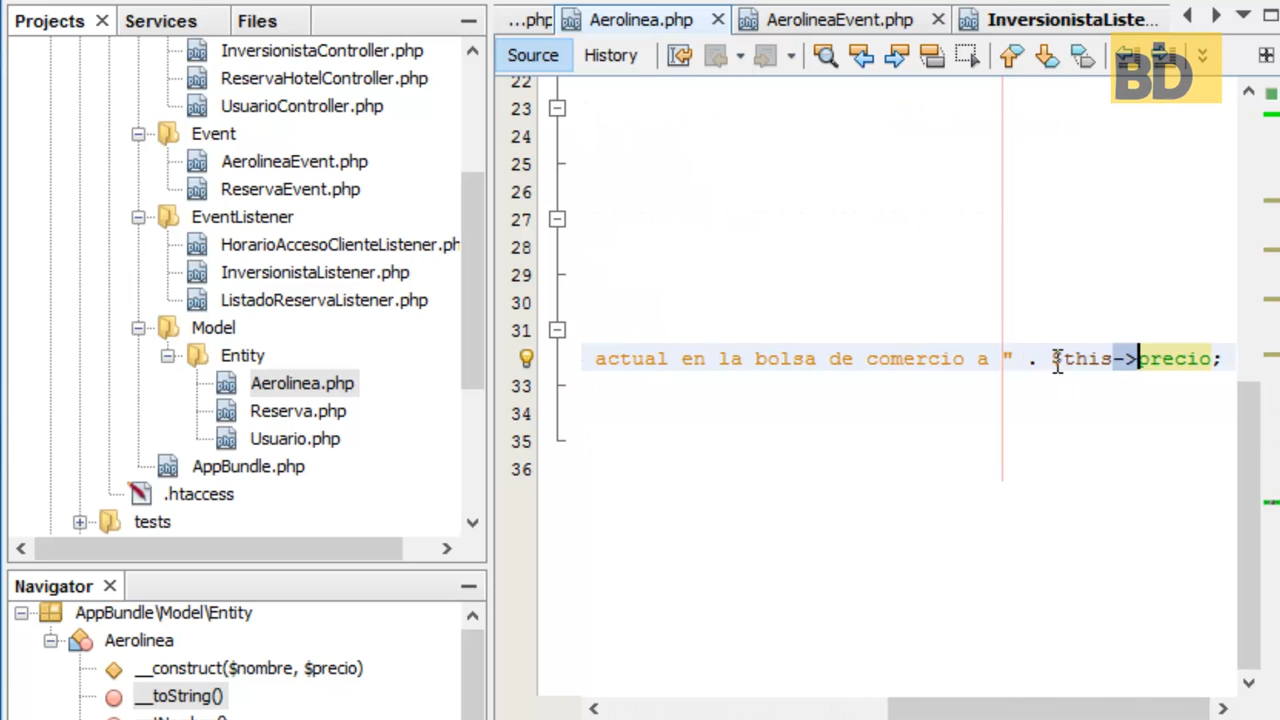 Projects
Services
Files
InversionistaController.php
ReservaHotelController.php
UsuarioController.php
Event
AerolineaEvent.php
ReservaEvent.php
EventListener
HorarioAccesoClienteListener.ph
InversionistaListener.php
ListadoReservaListener.php
Model
Entity
Aerolinea.php
Reserva.php
Usuario.php
AppBundle.php
.htaccess
tests
Navigator
AppBundle\Model\Entity
Aerolinea
__construct($nombre, $precio)
__toString()
...php
Aerolinea.php
AerolineaEvent.php
InversionistaListe...
Source
History
BD
22
23
24
25
26
27
28
29
30
31
actual en la bolsa de comercio a " . $this->precio;
33
34
35
36